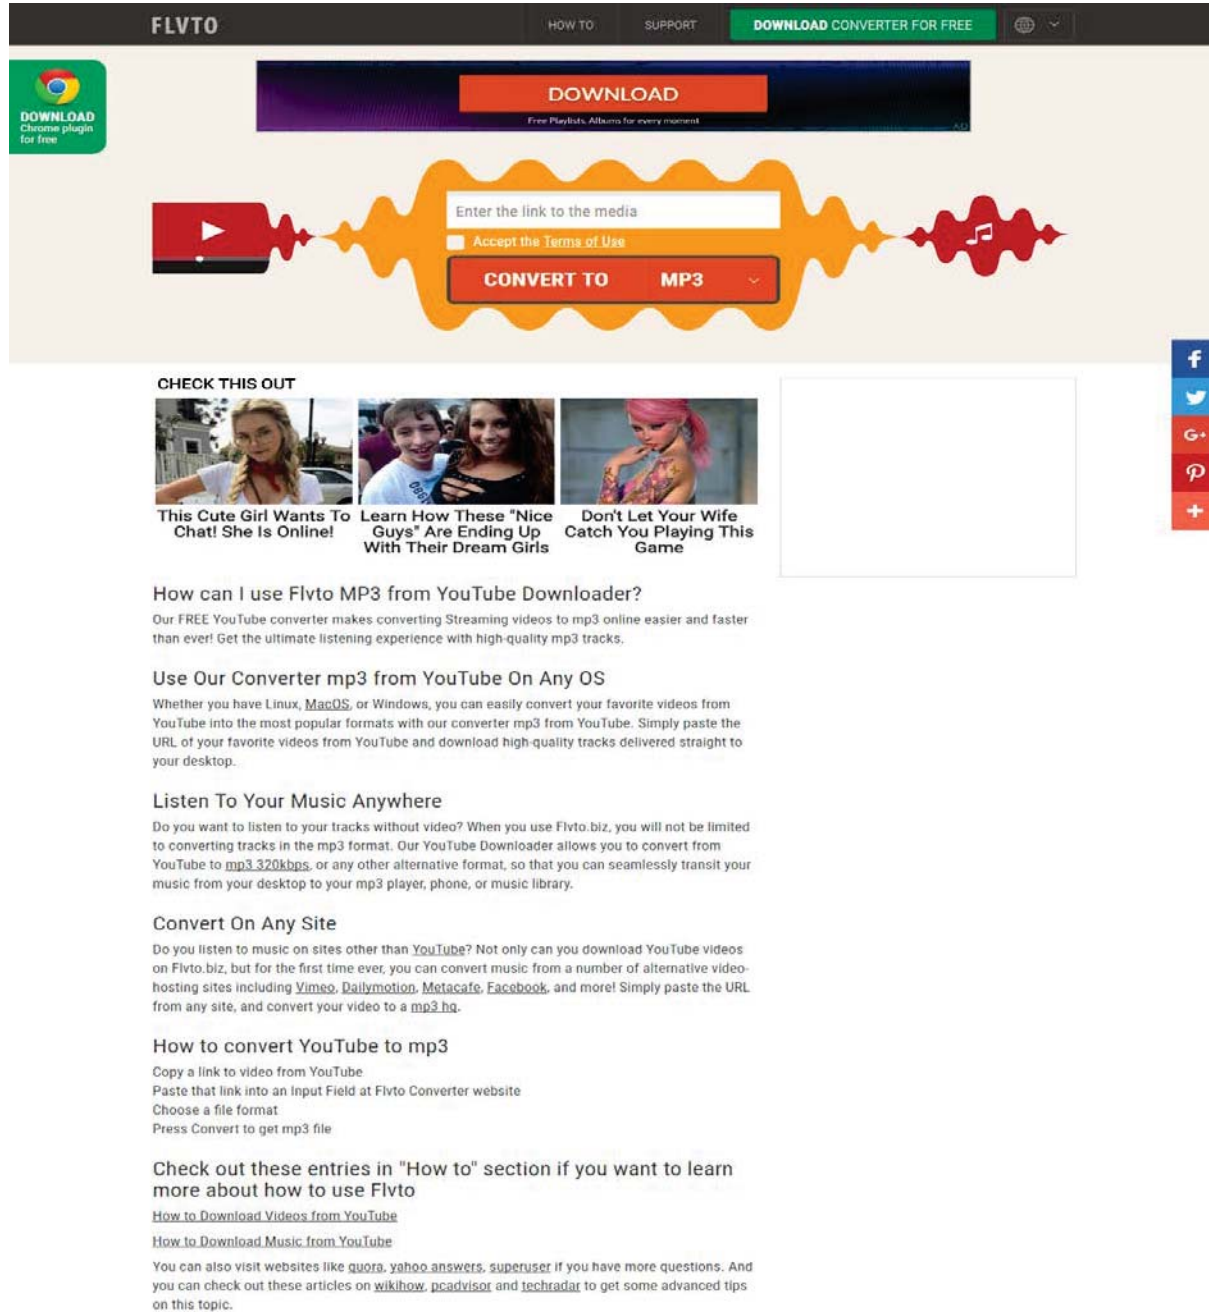 FLVTO
HOW TO
SUPPORT
DOWNLOAD CONVERTER FOR FREE
DOWNLOAD
Chrome plugin
for free
DOWNLOAD
Free Playlists, Albums for every moment
AD
Enter the link to the media
Accept the Terms of Use
CONVERT TO MP3
f
G+
CHECK THIS OUT
This Cute Girl Wants To
Chat! She Is Online!
Learn How These "Nice
Guys" Are Ending Up
With Their Dream Girls
Don't Let Your Wife
Catch You Playing This
Game
How can I use Flvto MP3 from YouTube Downloader?
Our FREE YouTube converter makes converting Streaming videos to mp3 online easier and faster
than ever! Get the ultimate listening experience with high-quality mp3 tracks.
Use Our Converter mp3 from YouTube On Any OS
Whether you have Linux, MacOS, or Windows, you can easily convert your favorite videos from
YouTube into the most popular formats with our converter mp3 from YouTube. Simply paste the
URL of your favorite videos from YouTube and download high-quality tracks delivered straight to
your desktop.
Listen To Your Music Anywhere
Do you want to listen to your tracks without video? When you use Flvto.biz, you will not be limited
to converting tracks in the mp3 format. Our YouTube Downloader allows you to convert from
YouTube to mp3 320kbps, or any other alternative format, so that you can seamlessly transit your
music from your desktop to your mp3 player, phone, or music library.
Convert On Any Site
Do you listen to music on sites other than YouTube? Not only can you download YouTube videos
on Flvto.biz, but for the first time ever, you can convert music from a number of alternative video-
hosting sites including Vimeo, Dailymotion, Metacafe, Facebook, and more! Simply paste the URL
from any site, and convert your video to a mp3 hq.
How to convert YouTube to mp3
Copy a link to video from YouTube
Paste that link into an Input Field at Flvto Converter website
Choose a file format
Press Convert to get mp3 file
Check out these entries in "How to" section if you want to learn
more about how to use Flvto
How to Download Videos from YouTube
How to Download Music from YouTube
You can also visit websites like quora, yahoo answers, superuser if you have more questions. And
you can check out these articles on wikihow, pcadvisor and techradar to get some advanced tips
on this topic.